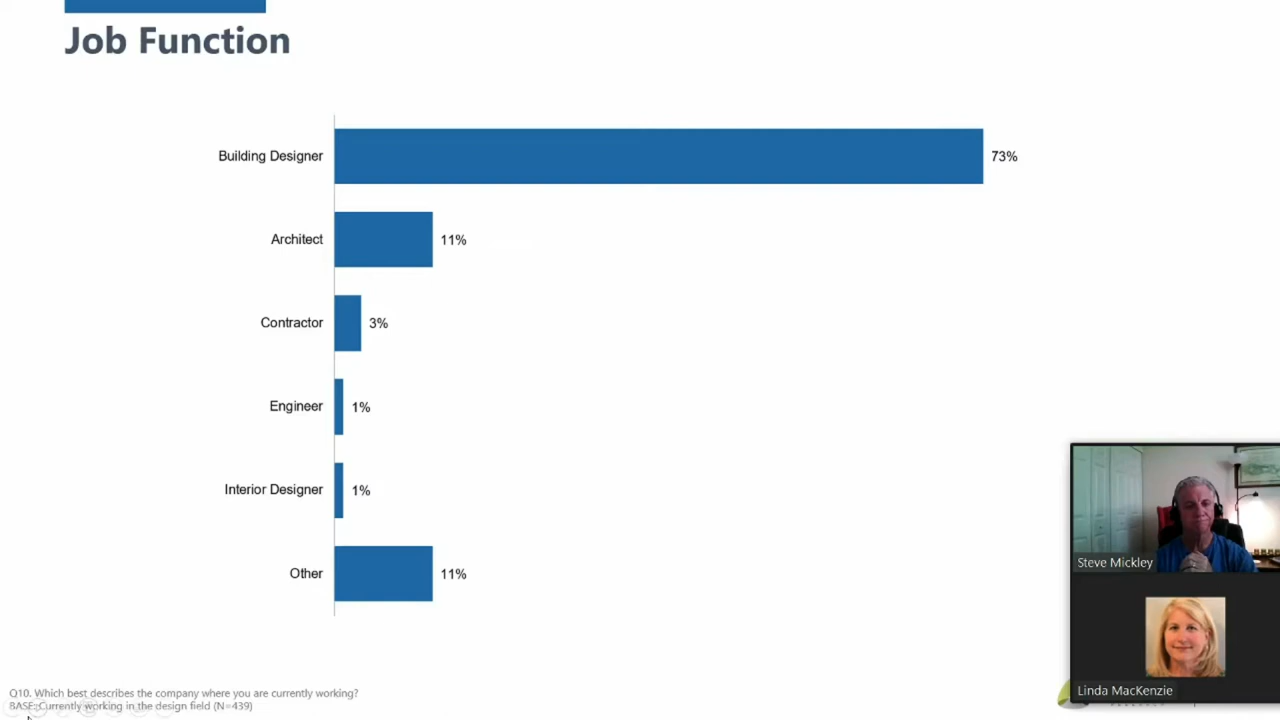 Job Function
Building Designer
73%
Architect
11%
Contractor
3%
Engineer
1%
Interior Designer
1%
Other
11%
Steve Mickley
Linda MacKenzie
Q10. Which best describes the company where you are currently working?
BASE: Currently working in the design field (N=439)